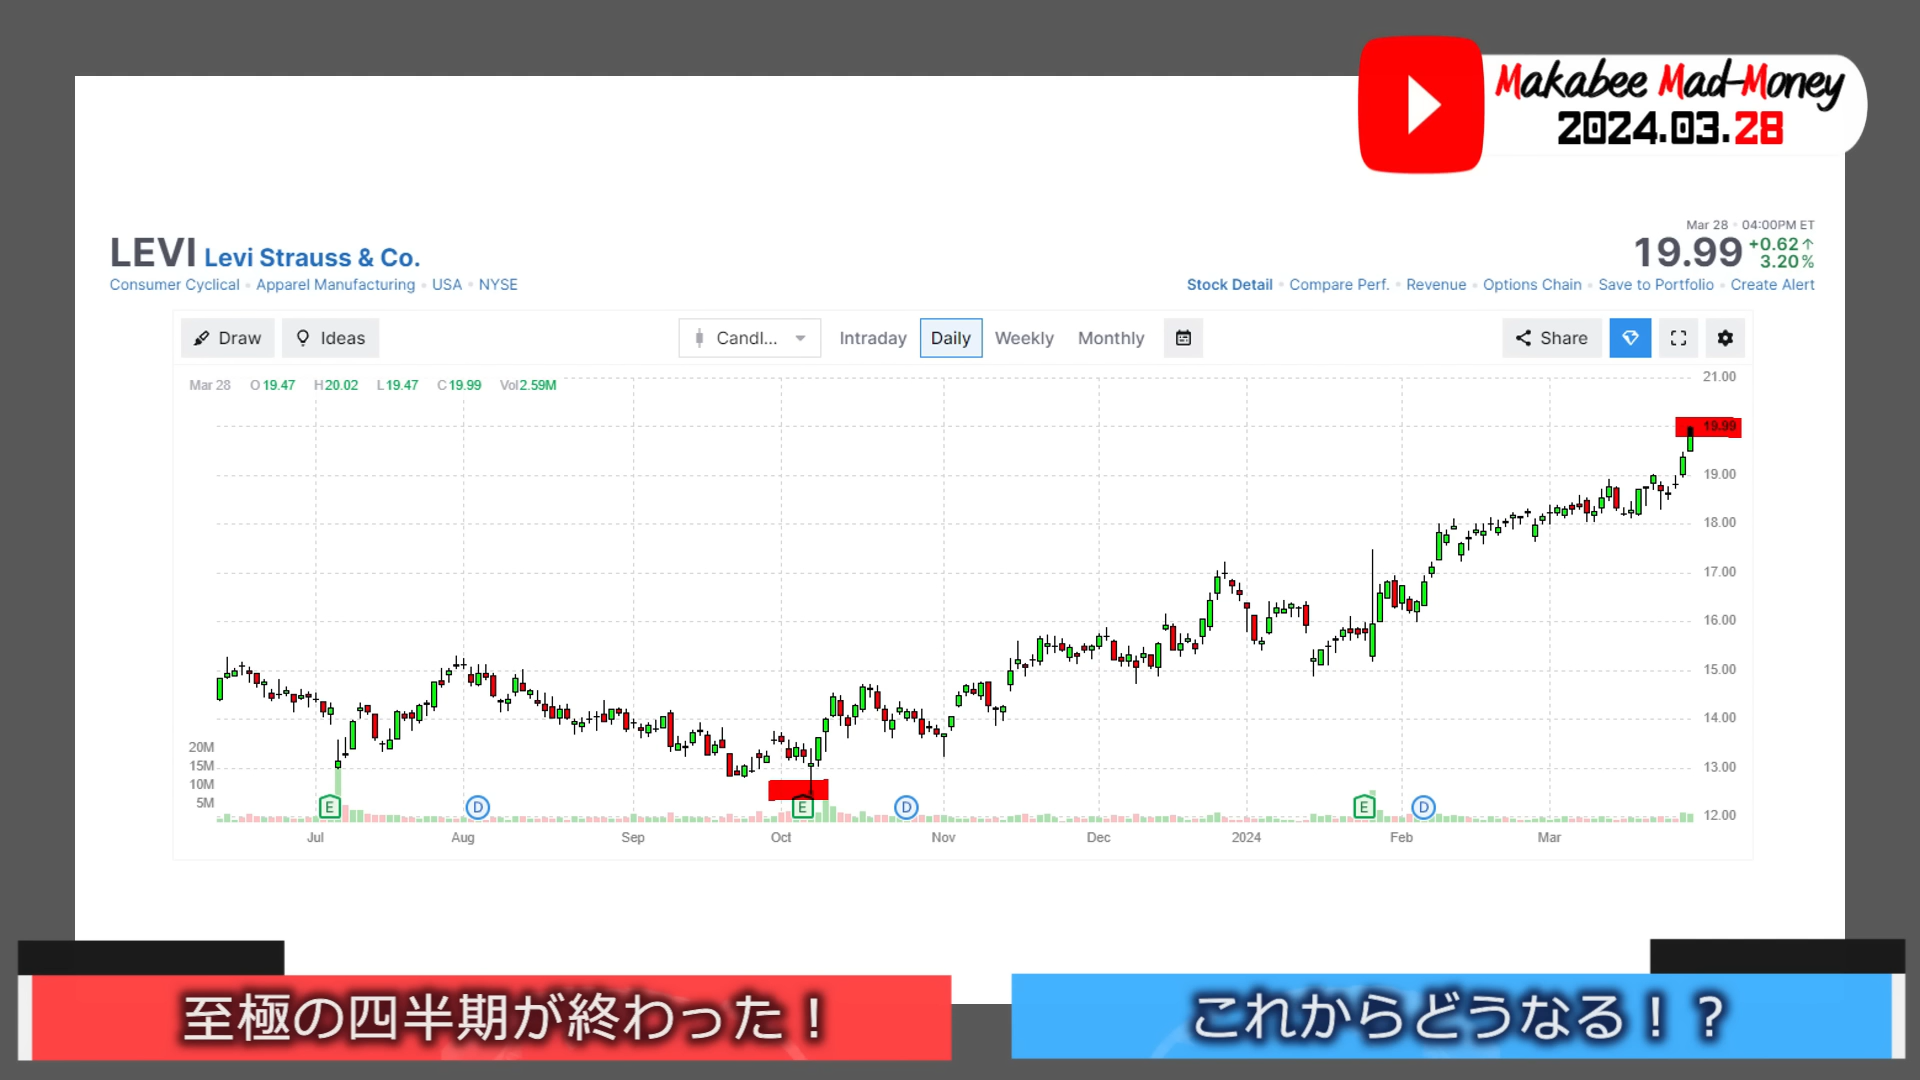 Makabee Mad-Money
2024.03.28
Mar 28 • 04:00PM ET
LEVI Levi Strauss & Co.
19.99 +0.62↑
3.20%
Consumer Cyclical • Apparel Manufacturing • USA • NYSE
Stock Detail • Compare Perf. • Revenue • Options Chain • Save to Portfolio • Create Alert
Draw Ideas Candl... Intraday Daily Weekly Monthly Share
Mar 28 O 19.47 H 20.02 L 19.47 C 19.99 Vol 2.59M
21.00
19.99
19.00
18.00
17.00
16.00
15.00
14.00
13.00
12.00
20M
15M
10M
5M
E D E D E D
Jul Aug Sep Oct Nov Dec 2024 Feb Mar
至極の四半期が終わった！
これからどうなる！？